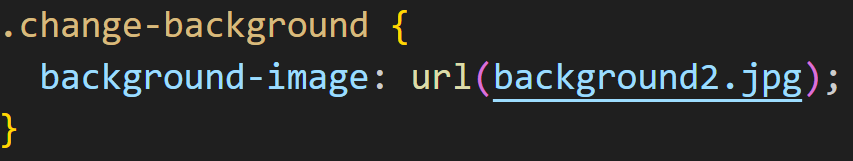 .change-background {
  background-image: url(background2.jpg);
}